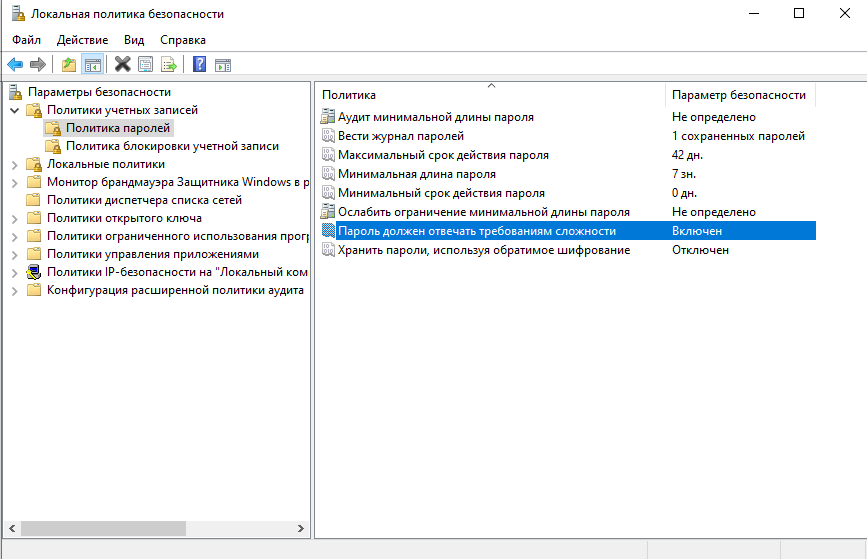 Локальная политика безопасности
Файл Действие Вид Справка
Параметры безопасности
Политики учетных записей
Политика паролей
Политика блокировки учетной записи
Локальные политики
Монитор брандмауэра Защитника Windows в р
Политики диспетчера списка сетей
Политики открытого ключа
Политики ограниченного использования прог
Политики управления приложениями
Политики IP-безопасности на "Локальный ком
Конфигурация расширенной политики аудита
Политика Параметр безопасности
Аудит минимальной длины пароля Не определено
Вести журнал паролей 1 сохраненных паролей
Максимальный срок действия пароля 42 дн.
Минимальная длина пароля 7 зн.
Минимальный срок действия пароля 0 дн.
Ослабить ограничение минимальной длины пароля Не определено
Пароль должен отвечать требованиям сложности Включен
Хранить пароли, используя обратимое шифрование Отключен